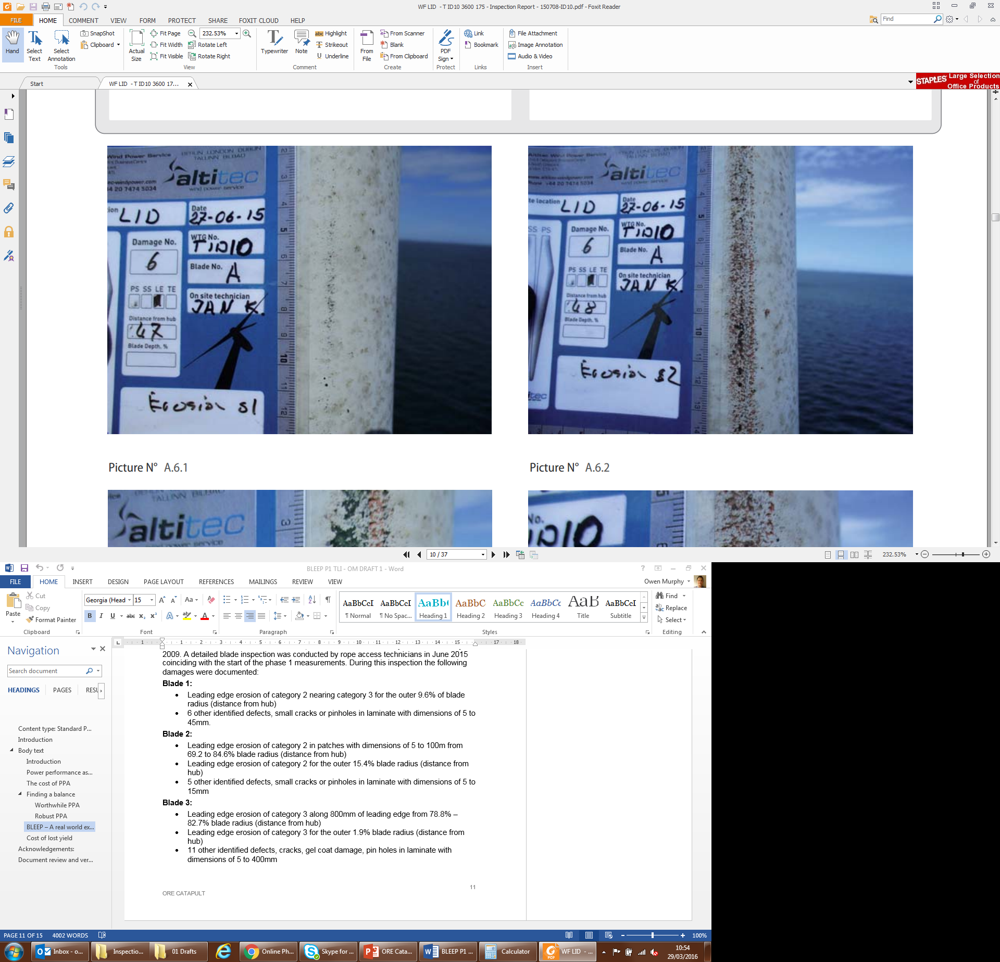 WF LID - T ID10 3600 175 - Inspection Report - 150708-ID10.pdf - Foxit Reader
FILE HOME COMMENT VIEW FORM PROTECT SHARE FOXIT CLOUD HELP
Find
Hand
Select Text
Select Annotation
SnapShot
Clipboard
Tools
Actual Size
Fit Page
Fit Width
Fit Visible
232.53%
Rotate Left
Rotate Right
View
Typewriter
Note
Highlight
Strikeout
Underline
Comment
From File
From Scanner
Blank
From Clipboard
Create
PDF Sign
Protect
Link
Bookmark
Links
File Attachment
Image Annotation
Audio & Video
Insert
Start
WF LID - T ID10 3600 17...
STAPLES Large Selection
of
Office Products
Wind Power Service
TALLINN BILBAO
altitec
wind power service
ec-windpower.com
44 20 7474 5034
LID
Date
27-06-15
Damage No.
6
WTG No.
TID10
Blade No. A
PS SS LE TE
On site technician
JAN K.
Distance from hub
47
Blade Depth, %
Erosion S1
Wind Power Service
altitec
wind power service
+44 20 7474 5034
te location
LID
Date
27-06-15
SS PS
Damage No.
6
WTG No.
TID10
Blade No. A
PS SS LE TE
On site technician
JAN K.
Distance from hub
48
Blade Depth, %
Erosion S2
Picture N° A.6.1
Picture N° A.6.2
altitec
No.
ID10
10 / 37
232.53%
BLEEP P1 TLI - OM DRAFT 1 - Word
FILE HOME INSERT DESIGN PAGE LAYOUT REFERENCES MAILINGS REVIEW VIEW
Owen Murphy
Paste
Cut
Copy
Format Painter
Clipboard
Georgia (Head 15
Font
Paragraph
AaBbCcI AaBbCcI AaBb( AaBbC AaBbCc AaBbCc AaB AaBbCcI
¶ Normal ¶ No Spac... Heading 1 Heading 2 Heading 3 Heading 4 Title Subtitle
Styles
Find
Replace
Select
Editing
Navigation
Search document
HEADINGS PAGES RESU
Content type: Standard P...
Introduction
Body text
Introduction
Power performance as...
The cost of PPA
Finding a balance
Worthwhile PPA
Robust PPA
BLEEP – A real world ex...
Cost of lost yield
Acknowledgements:
Document review and ver...
2009. A detailed blade inspection was conducted by rope access technicians in June 2015
coinciding with the start of the phase 1 measurements. During this inspection the following
damages were documented:
Blade 1:
• Leading edge erosion of category 2 nearing category 3 for the outer 9.6% of blade
radius (distance from hub)
• 6 other identified defects, small cracks or pinholes in laminate with dimensions of 5 to
45mm.
Blade 2:
• Leading edge erosion of category 2 in patches with dimensions of 5 to 100m from
69.2 to 84.6% blade radius (distance from hub)
• Leading edge erosion of category 2 for the outer 15.4% blade radius (distance from
hub)
• 5 other identified defects, small cracks or pinholes in laminate with dimensions of 5 to
15mm
Blade 3:
• Leading edge erosion of category 3 along 800mm of leading edge from 78.8% –
82.7% blade radius (distance from hub)
• Leading edge erosion of category 3 for the outer 1.9% blade radius (distance from
hub)
• 11 other identified defects, cracks, gel coat damage, pin holes in laminate with
dimensions of 5 to 400mm
11
ORE CATAPULT
PAGE 11 OF 15 4002 WORDS
100%
Inbox - o...
Inspectio...
01 Drafts
Online Ph...
Skype for ...
ORE Cata...
BLEEP P1 ...
Calculator
WF LID - ...
10:54
29/03/2016